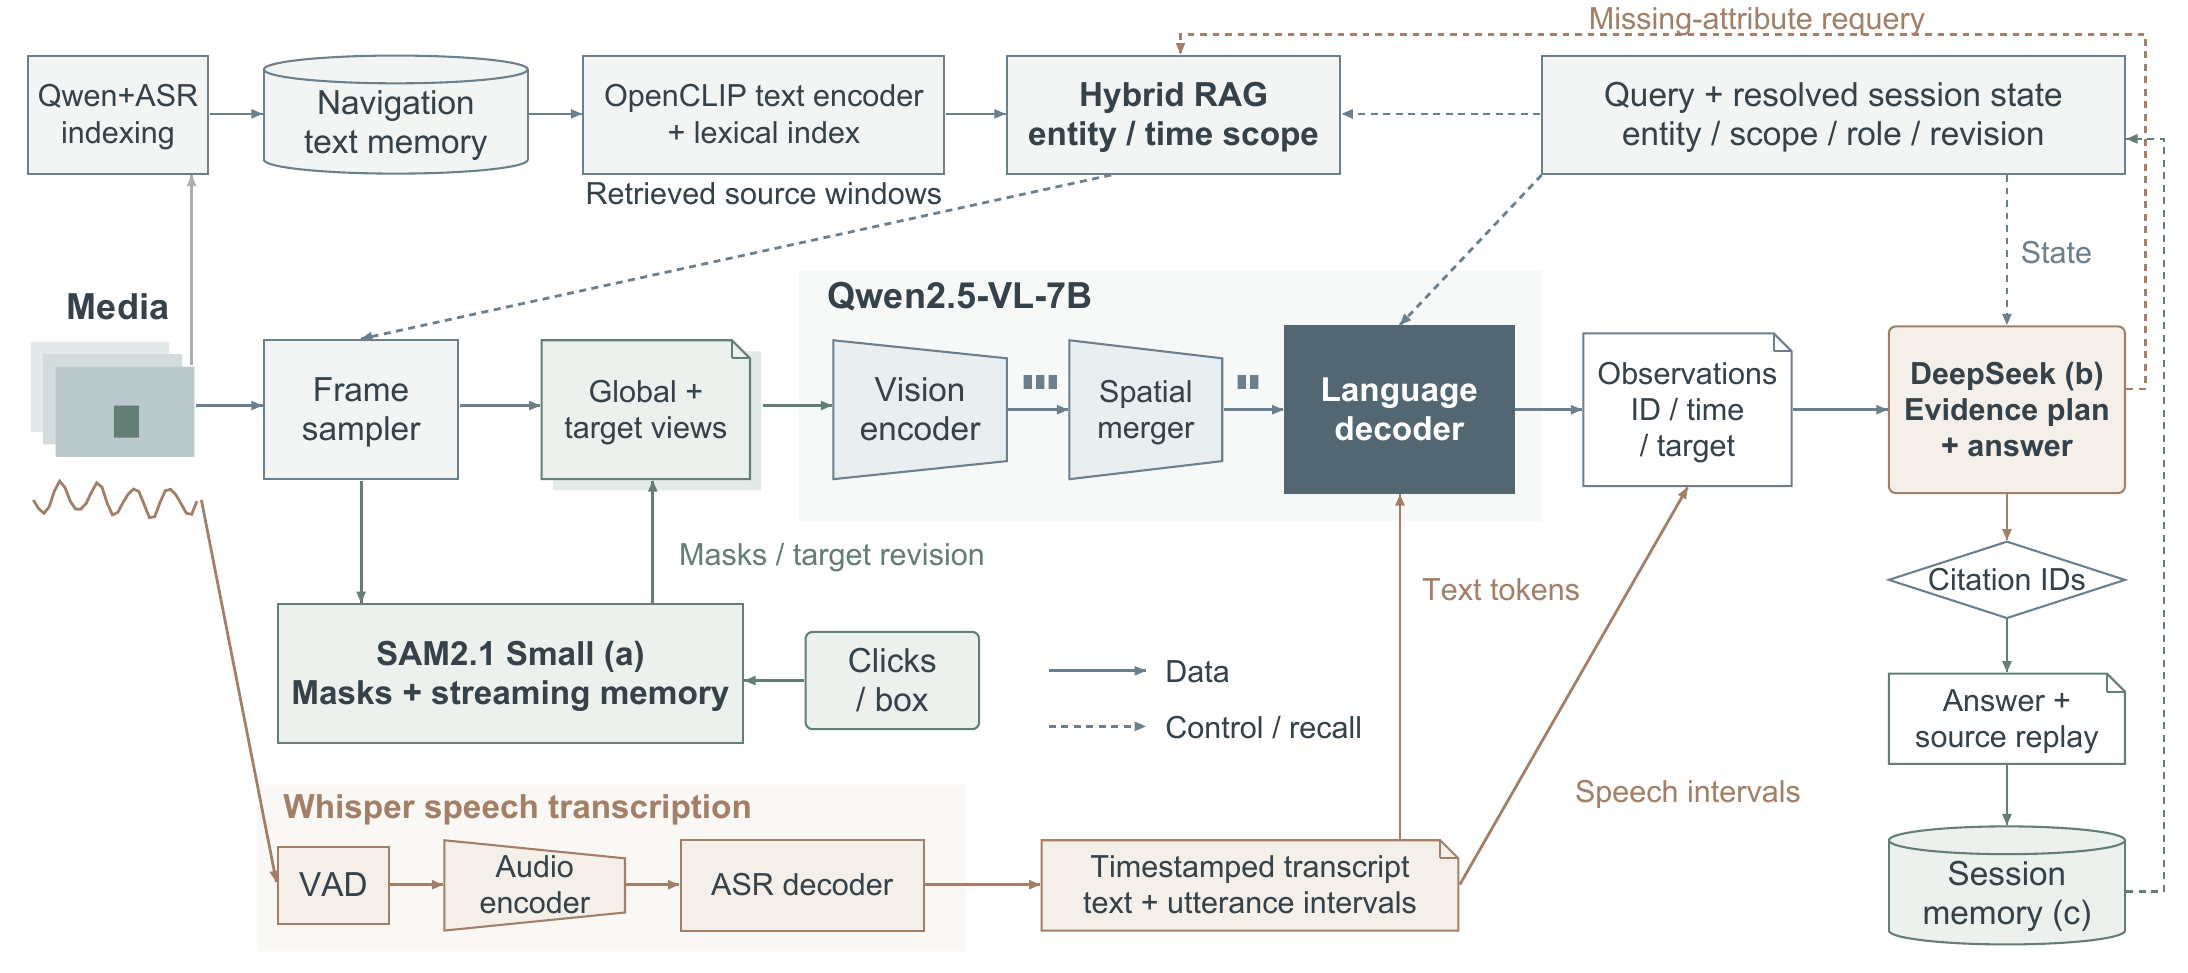 Missing-attribute requery
Qwen+ASR
indexing
Navigation
text memory
OpenCLIP text encoder
+ lexical index
Hybrid RAG
entity / time scope
Query + resolved session state
entity / scope / role / revision
Retrieved source windows
State
Media
Qwen2.5-VL-7B
Frame
sampler
Global +
target views
Vision
encoder
Spatial
merger
Language
decoder
Observations
ID / time
/ target
DeepSeek (b)
Evidence plan
+ answer
Masks / target revision
Text tokens
Citation IDs
SAM2.1 Small (a)
Masks + streaming memory
Clicks
/ box
Data
Control / recall
Answer +
source replay
Speech intervals
Whisper speech transcription
VAD
Audio
encoder
ASR decoder
Timestamped transcript
text + utterance intervals
Session
memory (c)